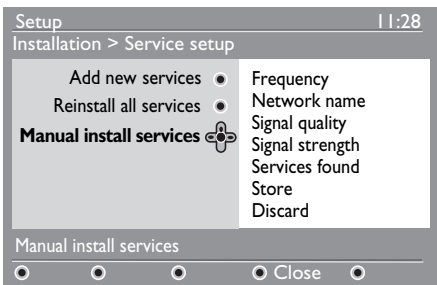 Setup 11:28
Installation > Service setup
Add new services
Reinstall all services
Manual install services
Frequency
Network name
Signal quality
Signal strength
Services found
Store
Discard
Manual install services
Close